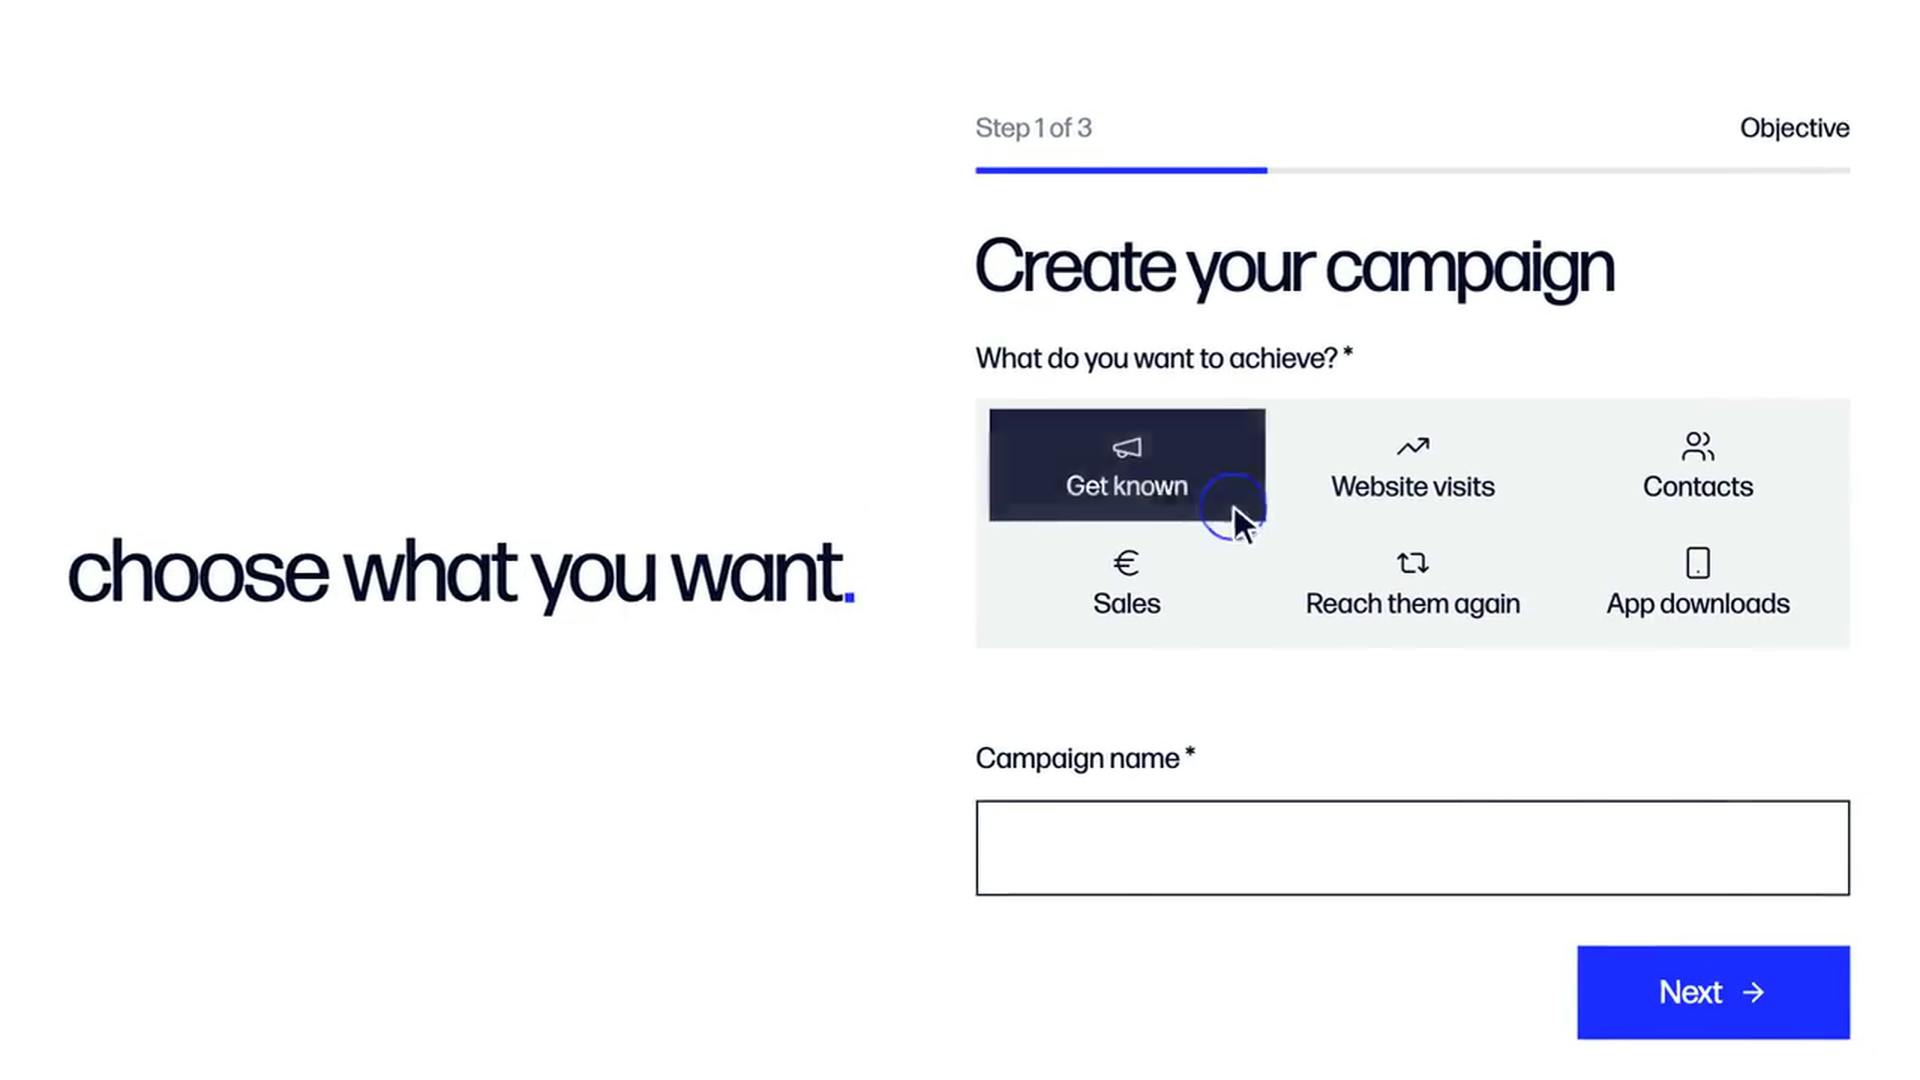 choose what you want.
Step 1 of 3
Objective
Create your campaign
What do you want to achieve? *
Get known
Website visits
Contacts
€
Sales
Reach them again
App downloads
Campaign name *
Next →